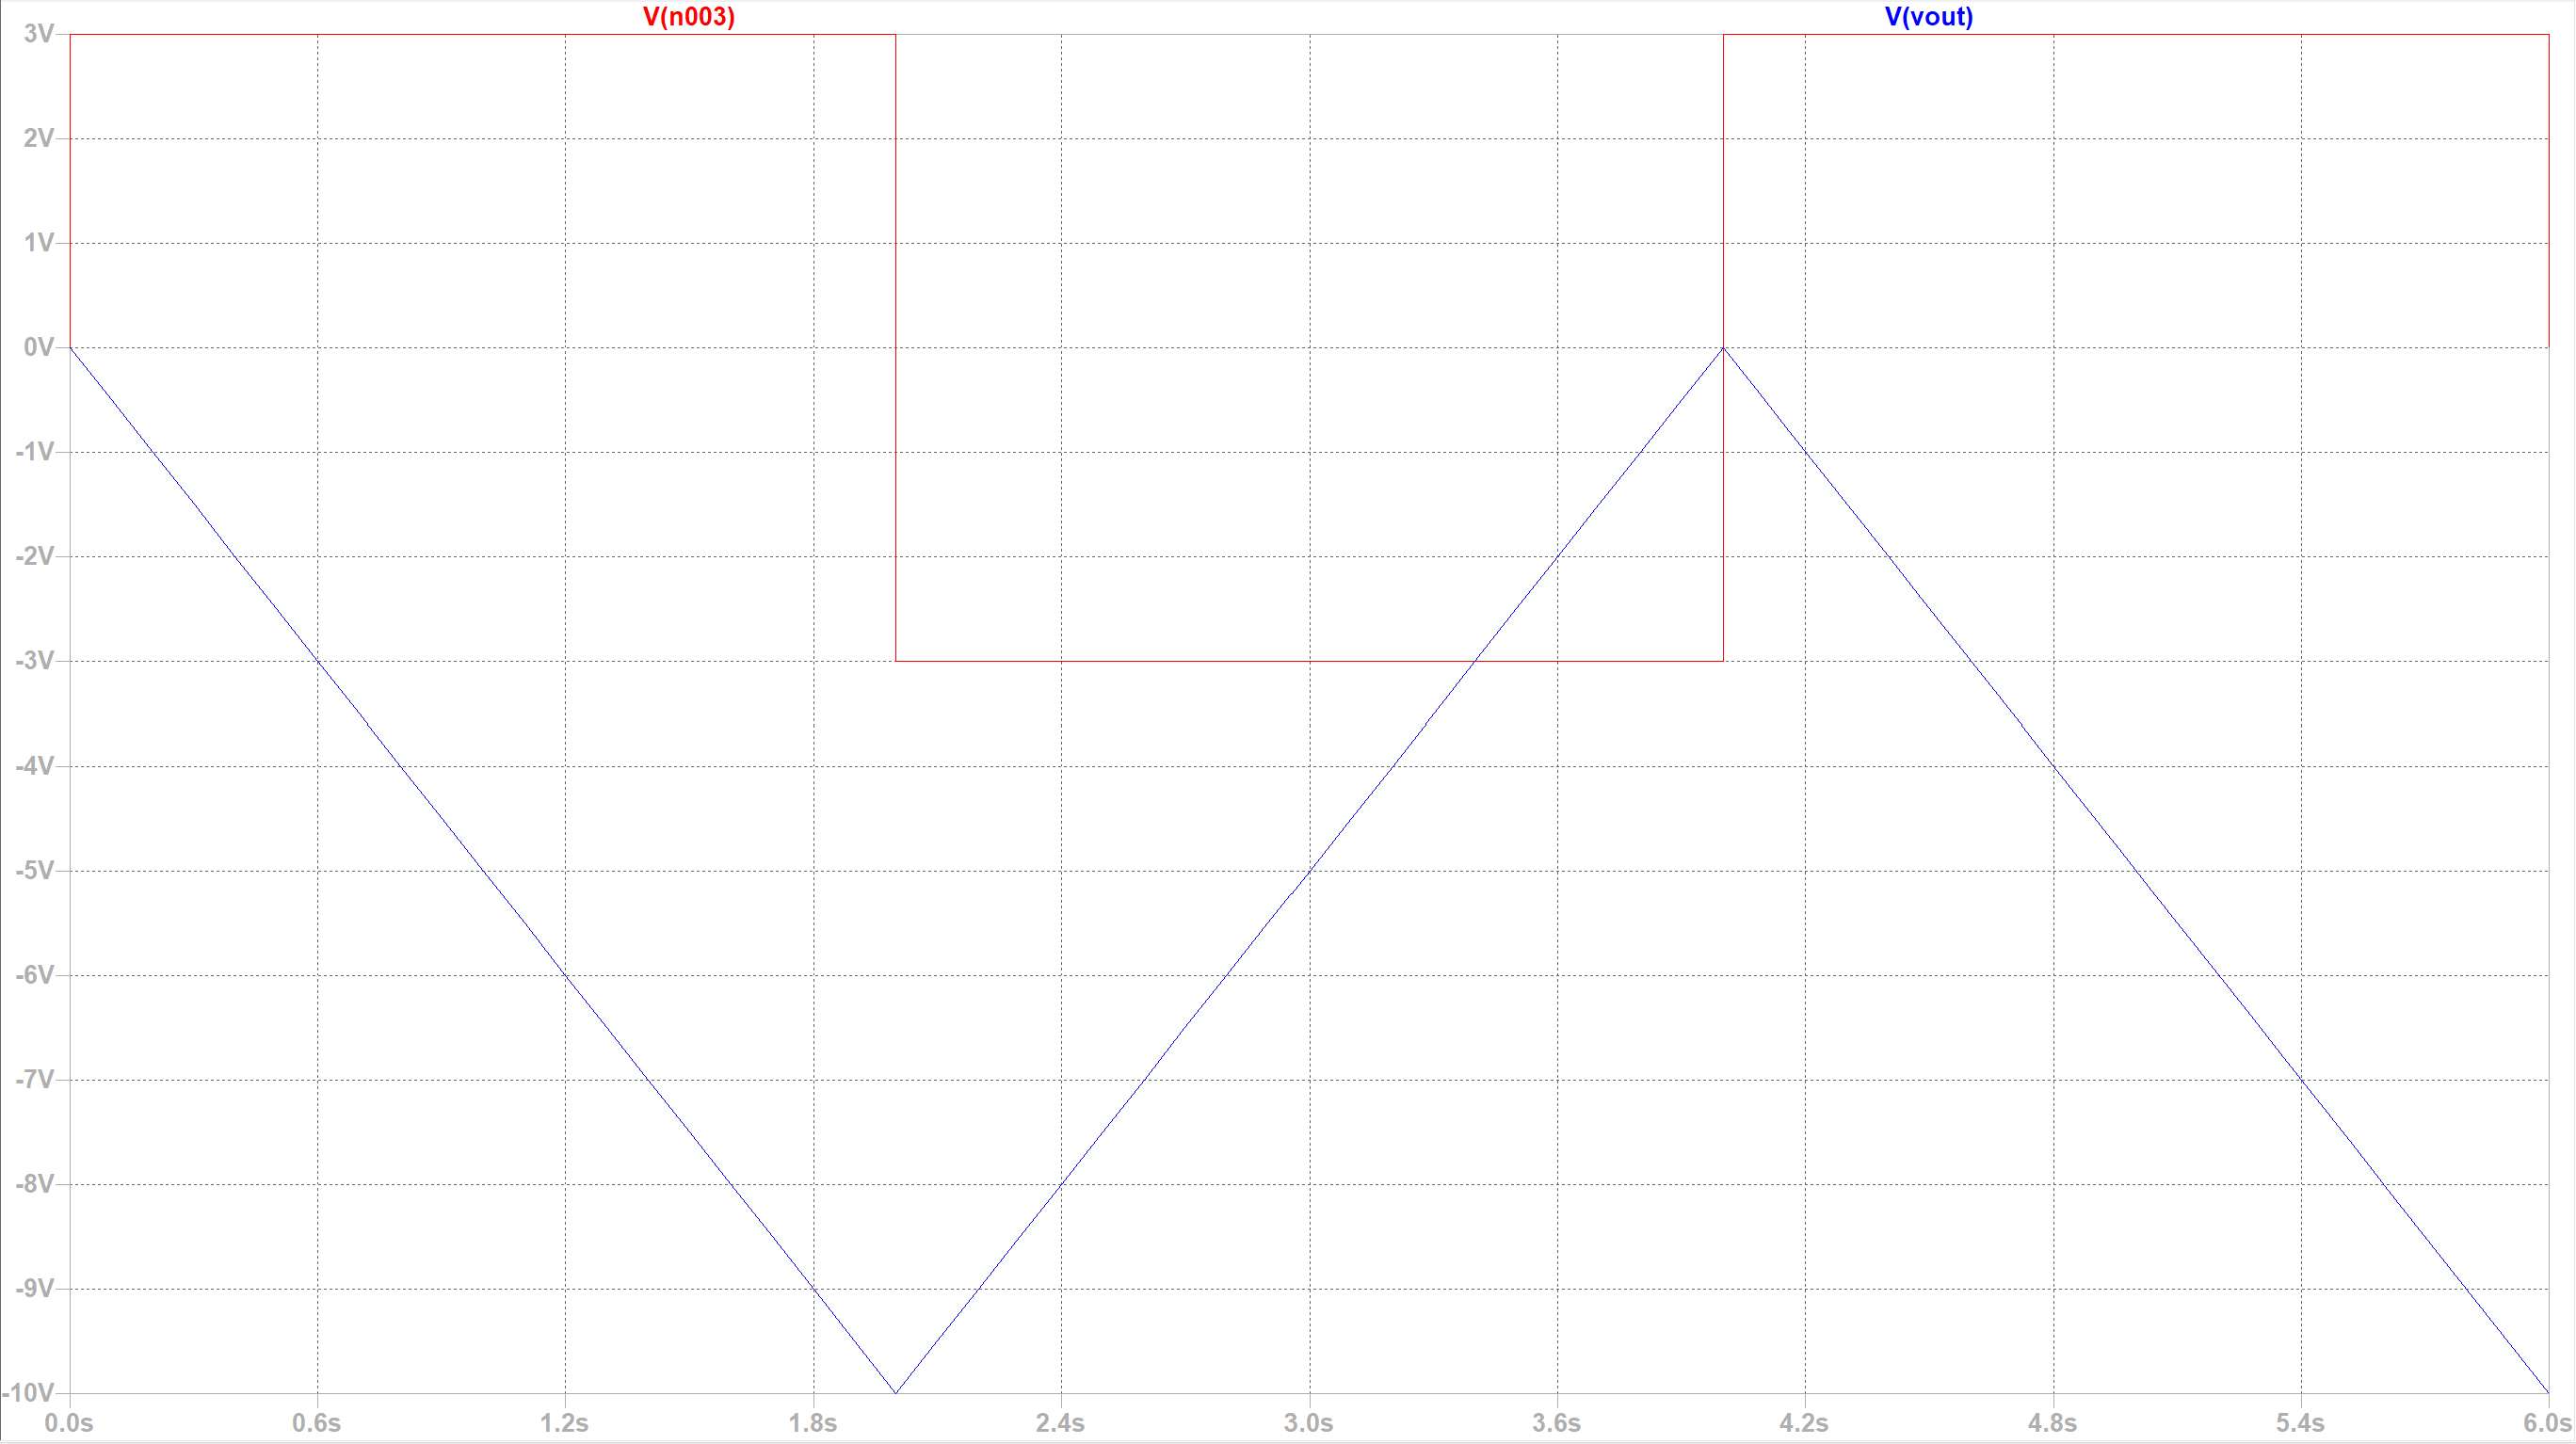 V(n003) V(vout)
3V
2V
1V
0V
-1V
-2V
-3V
-4V
-5V
-6V
-7V
-8V
-9V
-10V
0.0s 0.6s 1.2s 1.8s 2.4s 3.0s 3.6s 4.2s 4.8s 5.4s 6.0s